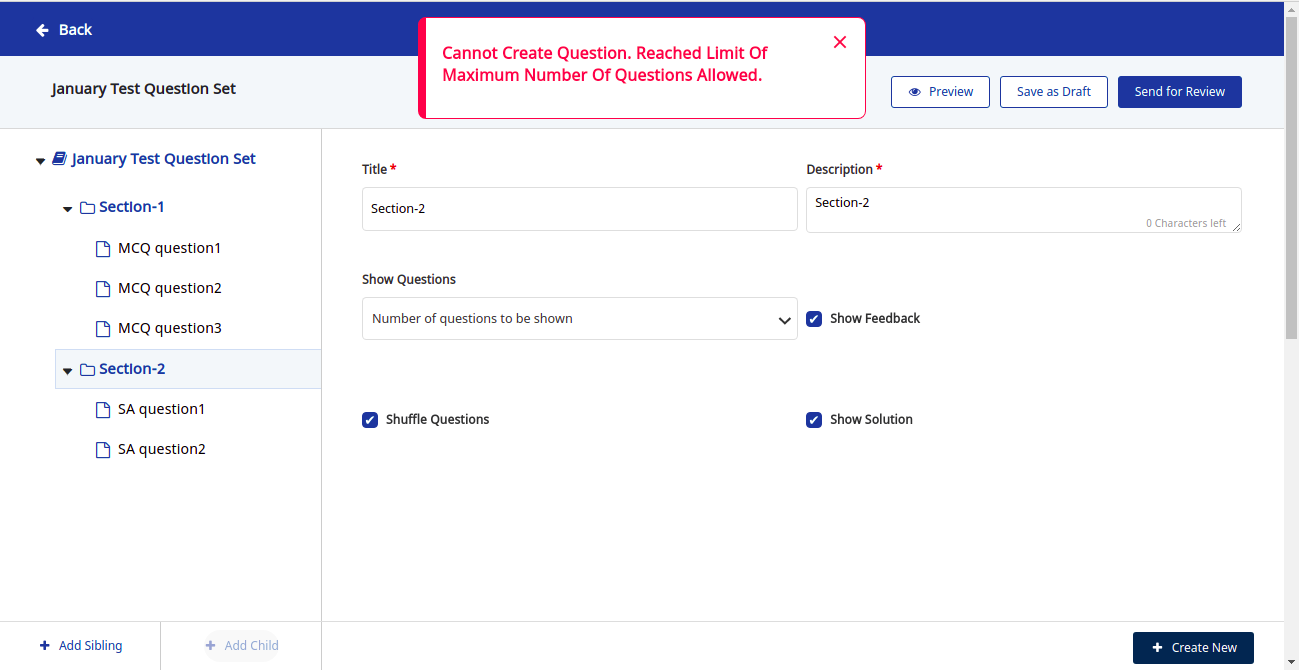 Back
Cannot Create Question. Reached Limit Of
Maximum Number Of Questions Allowed.
January Test Question Set
Preview
Save as Draft
Send for Review
January Test Question Set
Section-1
MCQ question1
MCQ question2
MCQ question3
Section-2
SA question1
SA question2
Add Sibling
Add Child
Title *
Section-2
Description *
Section-2
0 Characters left
Show Questions
Number of questions to be shown
Show Feedback
Shuffle Questions
Show Solution
Create New